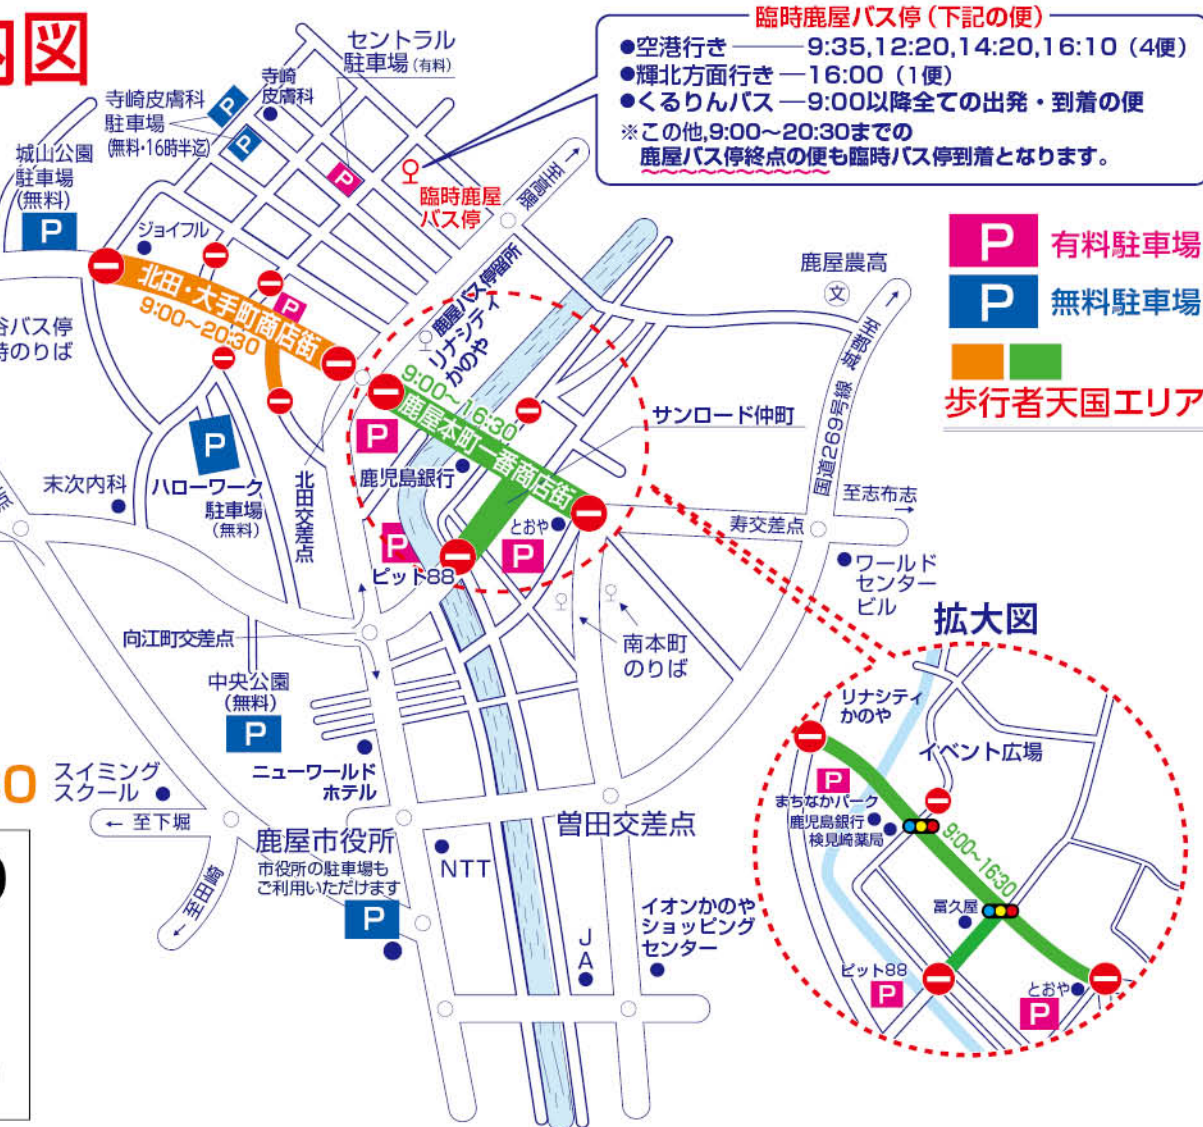 内図
臨時鹿屋バス停(下記の便)
●空港行き――9:35,12:20,14:20,16:10(4便)
●輝北方面行き―16:00(1便)
●くるりんバス―9:00以降全ての出発・到着の便
※この他,9:00〜20:30までの
鹿屋バス停終点の便も臨時バス停到着となります。
セントラル
駐車場(有料)
寺崎
皮膚科
寺崎皮膚科
駐車場
(無料・16時半迄)
P
P
P
城山公園
駐車場
(無料)
P
臨時鹿屋
バス停
至高隈
ジョイフル
北田・大手町商店街
9:00〜20:30
P
P 有料駐車場
P 無料駐車場
歩行者天国エリア
鹿屋農高
文
国道269号線
谷バス停
時のりば
鹿屋バス停留所
リナシティ
かのや
9:00〜16:30
鹿屋本町一番商店街
サンロード仲町
P
鹿児島銀行
P
ハローワーク
駐車場
(無料)
末次内科
北田交差点
P
ピット88
とおや
P
寿交差点
至志布志
→
ワールド
センター
ビル
向江町交差点
南本町
のりば
中央公園
(無料)
P
ニューワールド
ホテル
スイミング
スクール
← 至下堀
至田崎
鹿屋市役所
市役所の駐車場も
ご利用いただけます
P
NTT
曽田交差点
JA
イオンかのや
ショッピング
センター
拡大図
リナシティ
かのや
イベント広場
P
まちなかパーク
鹿児島銀行
検見崎薬局
9:00〜16:30
冨久屋
ピット88
P
とおや
P